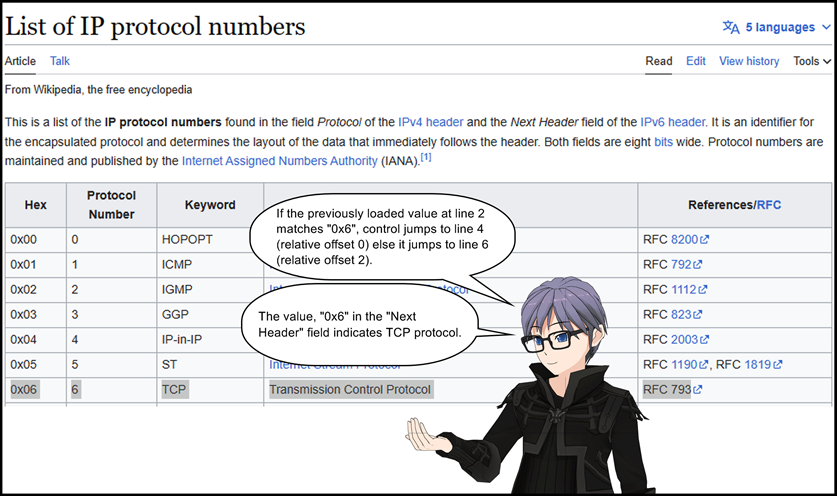 List of IP protocol numbers
5 languages
Article Talk Read Edit View history Tools
From Wikipedia, the free encyclopedia
This is a list of the IP protocol numbers found in the field Protocol of the IPv4 header and the Next Header field of the IPv6 header. It is an identifier for
the encapsulated protocol and determines the layout of the data that immediately follows the header. Both fields are eight bits wide. Protocol numbers are
maintained and published by the Internet Assigned Numbers Authority (IANA).[1]
Hex Protocol Number Keyword References/RFC
0x00 0 HOPOPT RFC 8200
0x01 1 ICMP RFC 792
0x02 2 IGMP RFC 1112
0x03 3 GGP RFC 823
0x04 4 IP-in-IP RFC 2003
0x05 5 ST Internet Stream Protocol RFC 1190, RFC 1819
0x06 6 TCP Transmission Control Protocol RFC 793
If the previously loaded value at line 2
matches "0x6", control jumps to line 4
(relative offset 0) else it jumps to line 6
(relative offset 2).
The value, "0x6" in the "Next
Header" field indicates TCP protocol.